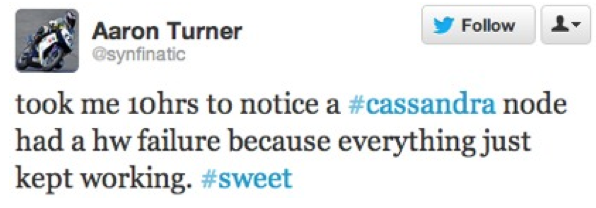 Aaron Turner
@synfinatic
Follow
took me 10hrs to notice a #cassandra node
had a hw failure because everything just
kept working. #sweet